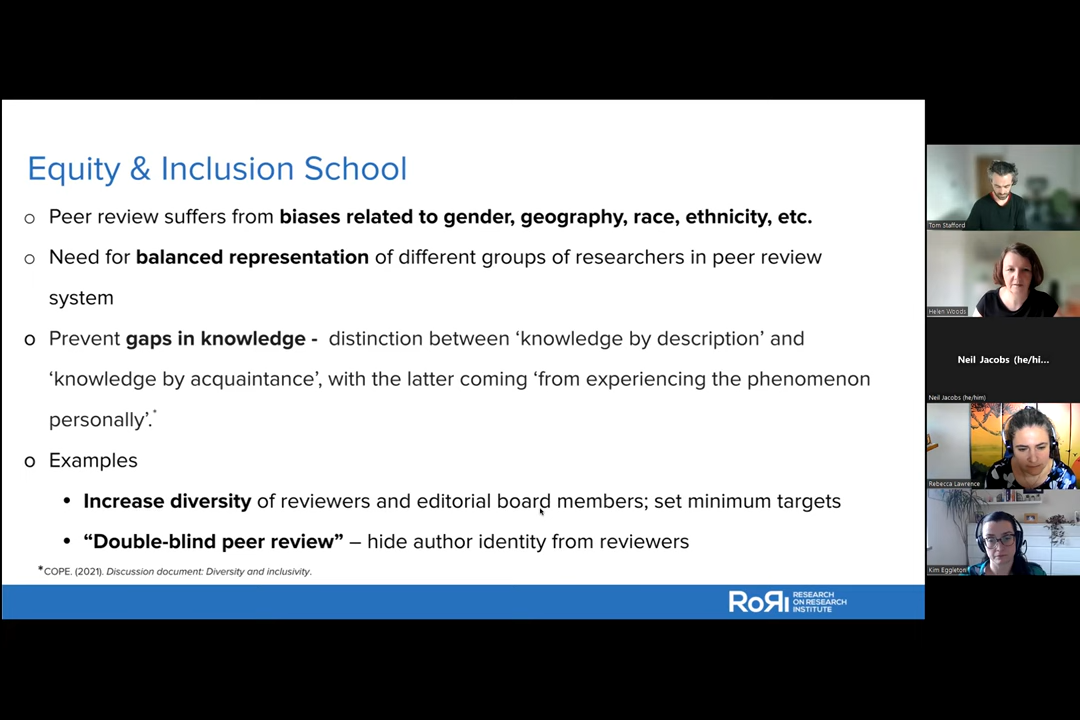 Equity & Inclusion School
o Peer review suffers from biases related to gender, geography, race, ethnicity, etc.
o Need for balanced representation of different groups of researchers in peer review
system
o Prevent gaps in knowledge - distinction between ‘knowledge by description’ and
‘knowledge by acquaintance’, with the latter coming ‘from experiencing the phenomenon
personally’.*
o Examples
• Increase diversity of reviewers and editorial board members; set minimum targets
• “Double-blind peer review” – hide author identity from reviewers
*COPE. (2021). Discussion document: Diversity and inclusivity.
RoRI RESEARCH
ON RESEARCH
INSTITUTE
Tom Stafford
Helen Woods
Neil Jacobs (he/hi...
Neil Jacobs (he/him)
Rebecca Lawrence
Kim Eggleton